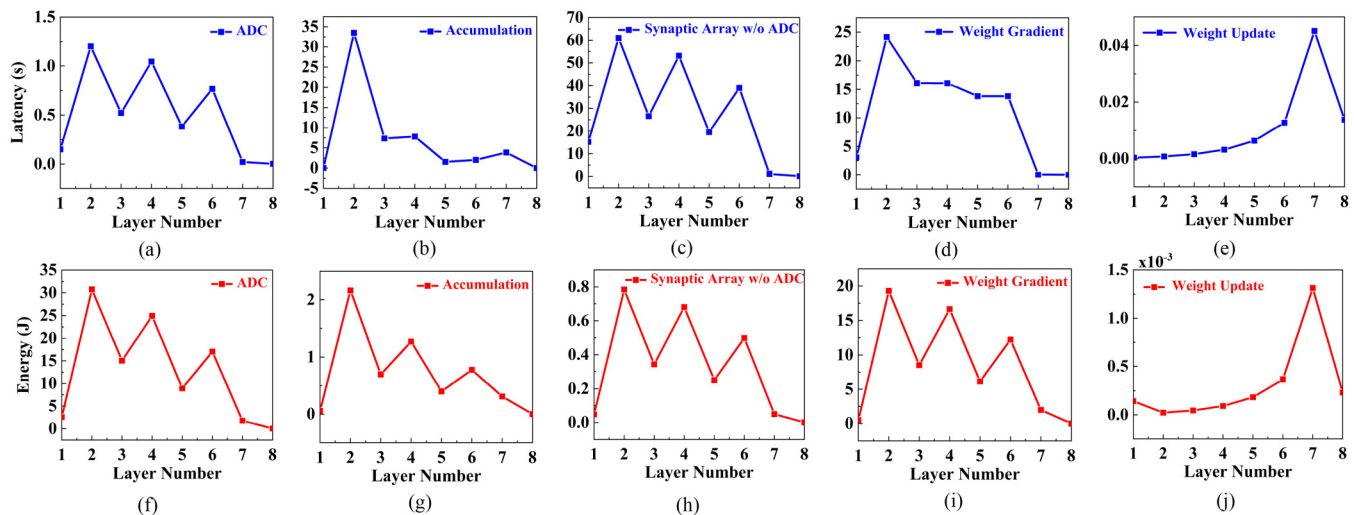 1.5
1.0
0.5
0.0
Latency (s)
ADC
1 2 3 4 5 6 7 8
Layer Number
(a)
35
30
25
20
15
10
5
0
-5
Accumulation
1 2 3 4 5 6 7 8
Layer Number
(b)
70
60
50
40
30
20
10
0
Synaptic Array w/o ADC
1 2 3 4 5 6 7 8
Layer Number
(c)
25
20
15
10
5
0
Weight Gradient
1 2 3 4 5 6 7 8
Layer Number
(d)
0.04
0.02
0.00
Weight Update
1 2 3 4 5 6 7 8
Layer Number
(e)
35
30
25
20
15
10
5
0
Energy (J)
ADC
1 2 3 4 5 6 7 8
Layer Number
(f)
2
1
0
Accumulation
1 2 3 4 5 6 7 8
Layer Number
(g)
0.8
0.6
0.4
0.2
0.0
Synaptic Array w/o ADC
1 2 3 4 5 6 7 8
Layer Number
(h)
20
15
10
5
0
Weight Gradient
1 2 3 4 5 6 7 8
Layer Number
(i)
×10⁻³
1.5
1.0
0.5
0.0
Weight Update
1 2 3 4 5 6 7 8
Layer Number
(j)